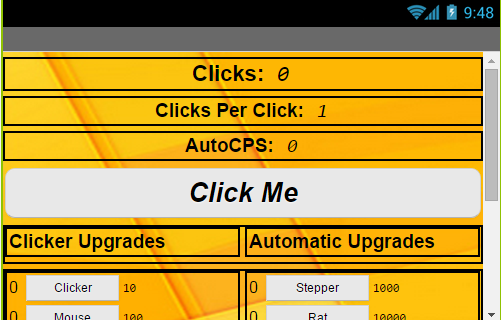 9:48
Clicks: 0
Clicks Per Click: 1
AutoCPS: 0
Click Me
Clicker Upgrades Automatic Upgrades
0 Clicker 10 0 Stepper 1000
0 Mouse 100 0 Rat 10000